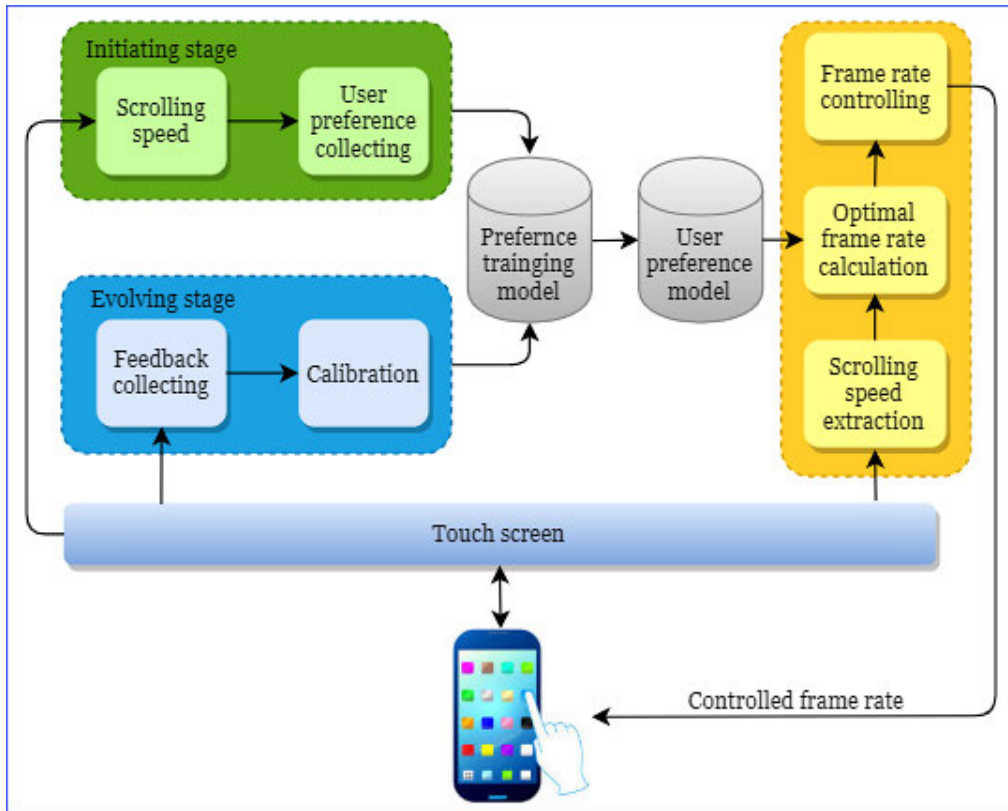 Initiating stage
Scrolling
speed
User
preference
collecting
Frame rate
controlling
Prefernce
trainging
model
User
preference
model
Optimal
frame rate
calculation
Evolving stage
Feedback
collecting
Calibration
Scrolling
speed
extraction
Touch screen
Controlled frame rate